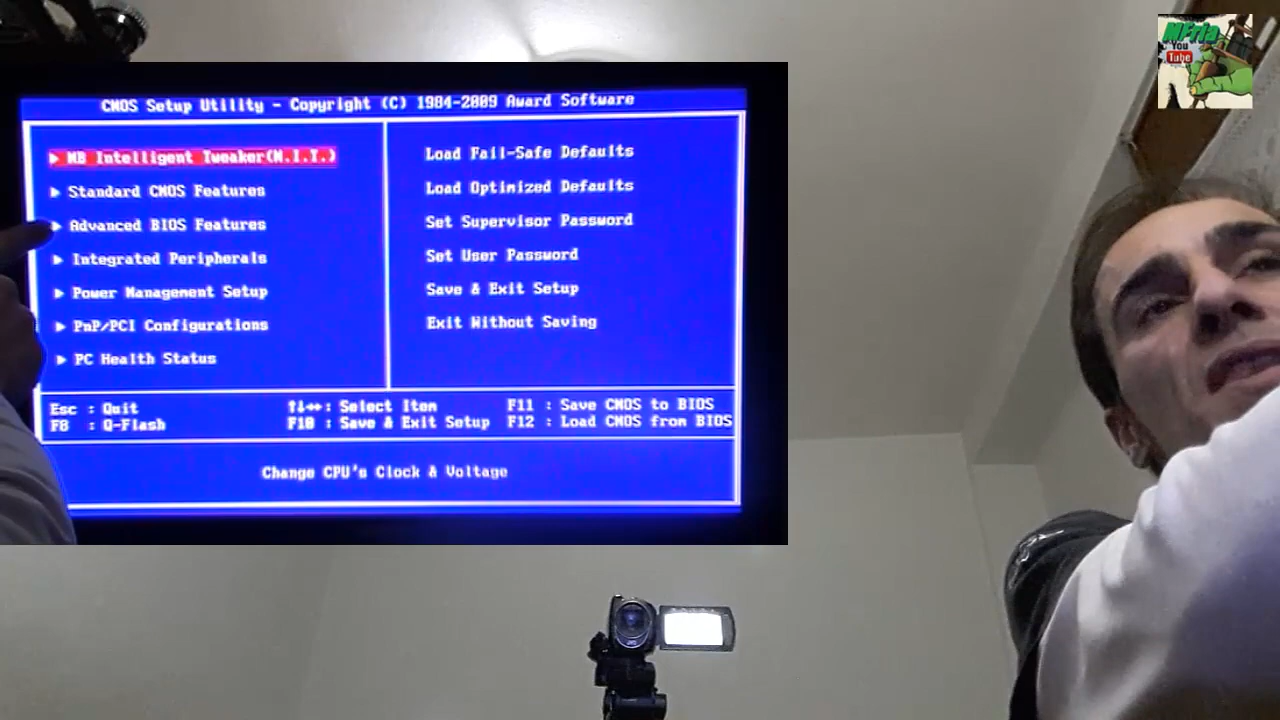 CMOS Setup Utility - Copyright (C) 1984-2009 Award Software
MB Intelligent Tweaker(M.I.T.)
Standard CMOS Features
Advanced BIOS Features
Integrated Peripherals
Power Management Setup
PnP/PCI Configurations
PC Health Status
Load Fail-Safe Defaults
Load Optimized Defaults
Set Supervisor Password
Set User Password
Save & Exit Setup
Exit Without Saving
Esc : Quit
F8 : Q-Flash
↑↓→←: Select Item
F10 : Save & Exit Setup
F11 : Save CMOS to BIOS
F12 : Load CMOS from BIOS
Change CPU's Clock & Voltage
MFria
You
Tube